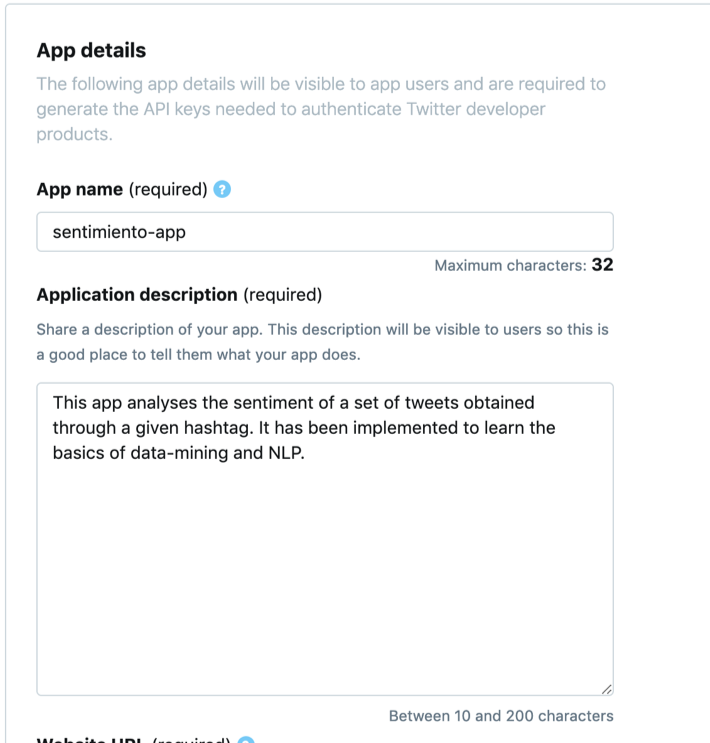 App details
The following app details will be visible to app users and are required to
generate the API keys needed to authenticate Twitter developer
products.
App name (required) ?
sentimiento-app
Maximum characters: 32
Application description (required)
Share a description of your app. This description will be visible to users so this is
a good place to tell them what your app does.
This app analyses the sentiment of a set of tweets obtained
through a given hashtag. It has been implemented to learn the
basics of data-mining and NLP.
Between 10 and 200 characters
Website URL (required)